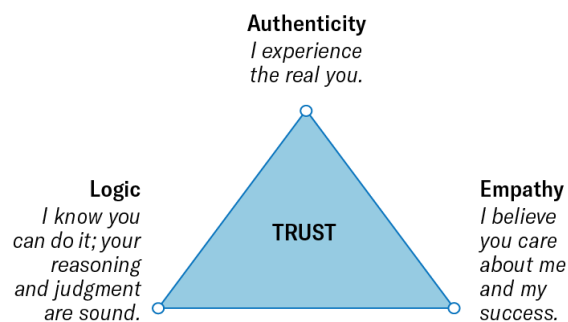 Authenticity
I experience
the real you.
Logic
I know you
can do it; your
reasoning
and judgment
are sound.
TRUST
Empathy
I believe
you care
about me
and my
success.